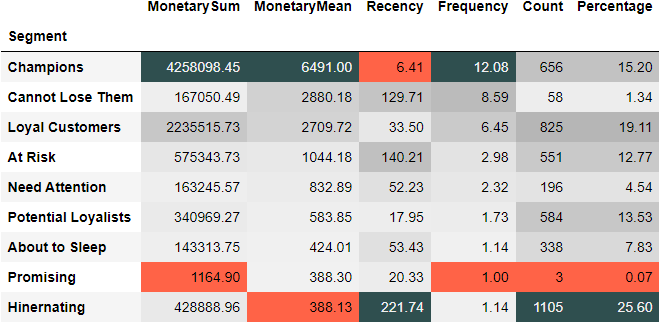 MonetarySum MonetaryMean Recency Frequency Count Percentage
Segment
Champions 4258098.45 6491.00 6.41 12.08 656 15.20
Cannot Lose Them 167050.49 2880.18 129.71 8.59 58 1.34
Loyal Customers 2235515.73 2709.72 33.50 6.45 825 19.11
At Risk 575343.73 1044.18 140.21 2.98 551 12.77
Need Attention 163245.57 832.89 52.23 2.32 196 4.54
Potential Loyalists 340969.27 583.85 17.95 1.73 584 13.53
About to Sleep 143313.75 424.01 53.43 1.14 338 7.83
Promising 1164.90 388.30 20.33 1.00 3 0.07
Hinernating 428888.96 388.13 221.74 1.14 1105 25.60